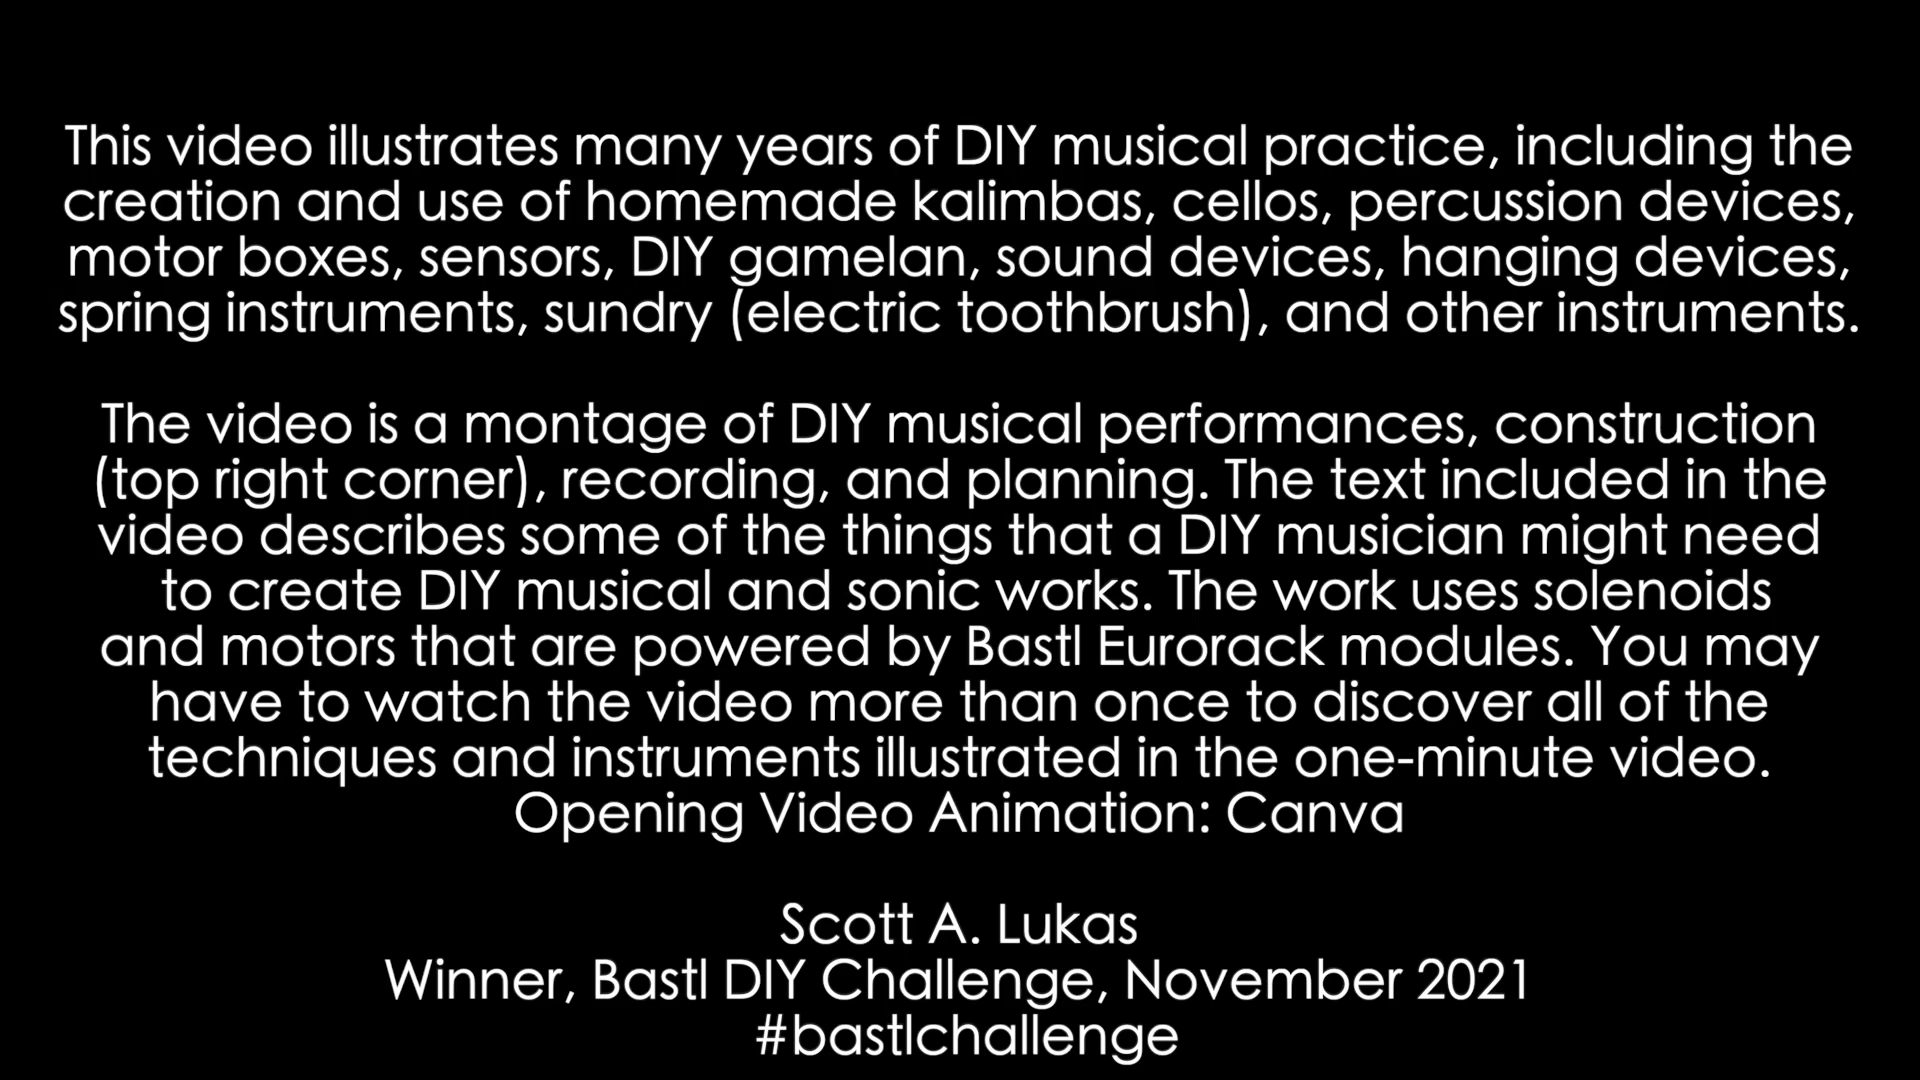 This video illustrates many years of DIY musical practice, including the
creation and use of homemade kalimbas, cellos, percussion devices,
motor boxes, sensors, DIY gamelan, sound devices, hanging devices,
spring instruments, sundry (electric toothbrush), and other instruments.
The video is a montage of DIY musical performances, construction
(top right corner), recording, and planning. The text included in the
video describes some of the things that a DIY musician might need
to create DIY musical and sonic works. The work uses solenoids
and motors that are powered by Bastl Eurorack modules. You may
have to watch the video more than once to discover all of the
techniques and instruments illustrated in the one-minute video.
Opening Video Animation: Canva
Scott A. Lukas
Winner, Bastl DIY Challenge, November 2021
#bastlchallenge